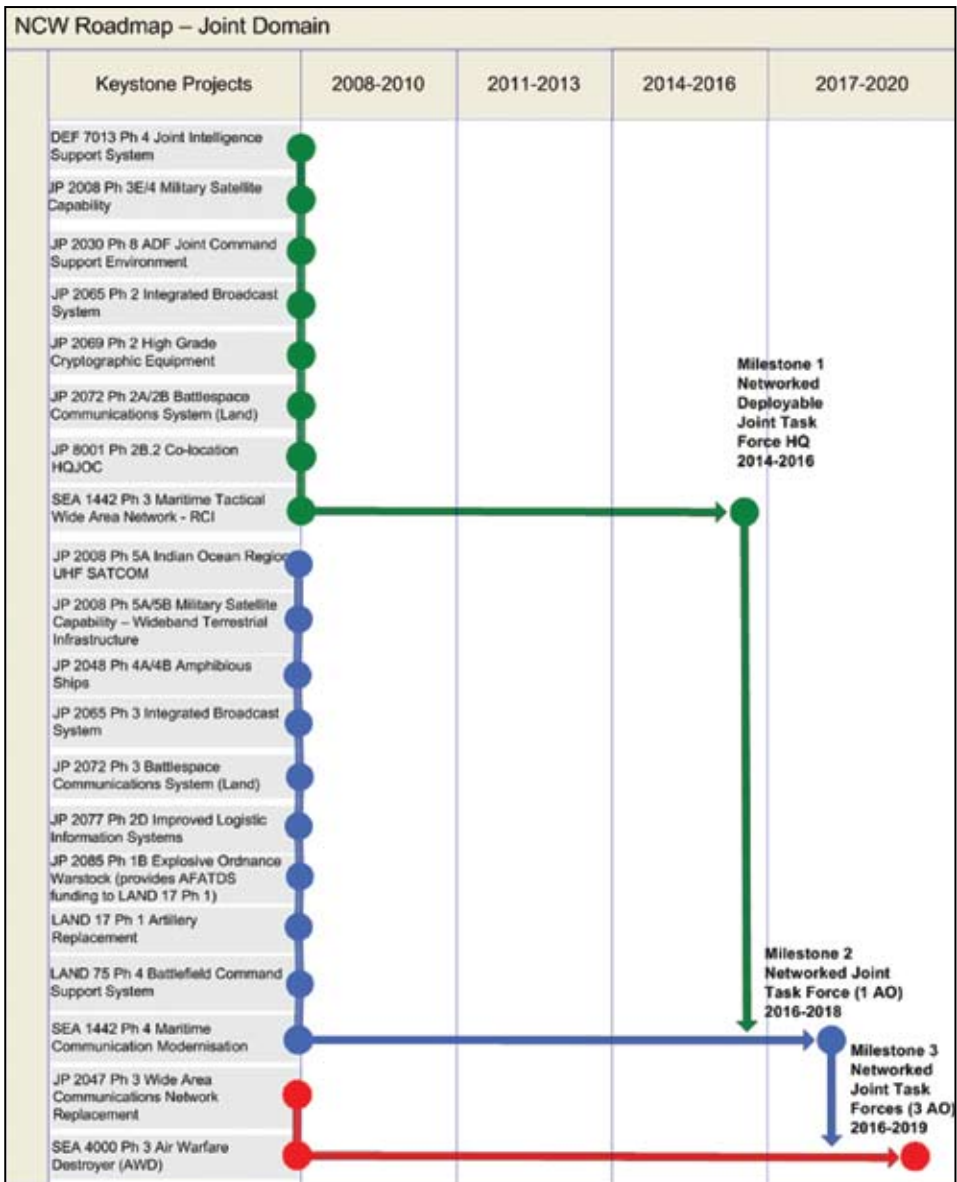 NCW Roadmap – Joint Domain
Keystone Projects
2008-2010
2011-2013
2014-2016
2017-2020
DEF 7013 Ph 4 Joint Intelligence
Support System
JP 2008 Ph 3E/4 Military Satellite
Capability
JP 2030 Ph 8 ADF Joint Command
Support Environment
JP 2065 Ph 2 Integrated Broadcast
System
JP 2069 Ph 2 High Grade
Cryptographic Equipment
JP 2072 Ph 2A/2B Battlespace
Communications System (Land)
JP 8001 Ph 2B.2 Co-location
HQJOC
SEA 1442 Ph 3 Maritime Tactical
Wide Area Network - RCI
Milestone 1
Networked
Deployable
Joint Task
Force HQ
2014-2016
JP 2008 Ph 5A Indian Ocean Region
UHF SATCOM
JP 2008 Ph 5A/5B Military Satellite
Capability – Wideband Terrestrial
Infrastructure
JP 2048 Ph 4A/4B Amphibious
Ships
JP 2065 Ph 3 Integrated Broadcast
System
JP 2072 Ph 3 Battlespace
Communications System (Land)
JP 2077 Ph 2D Improved Logistic
Information Systems
JP 2085 Ph 1B Explosive Ordnance
Warstock (provides AFATDS
funding to LAND 17 Ph 1)
LAND 17 Ph 1 Artillery
Replacement
LAND 75 Ph 4 Battlefield Command
Support System
SEA 1442 Ph 4 Maritime
Communication Modernisation
Milestone 2
Networked Joint
Task Force (1 AO)
2016-2018
JP 2047 Ph 3 Wide Area
Communications Network
Replacement
SEA 4000 Ph 3 Air Warfare
Destroyer (AWD)
Milestone 3
Networked
Joint Task
Forces (3 AO)
2016-2019